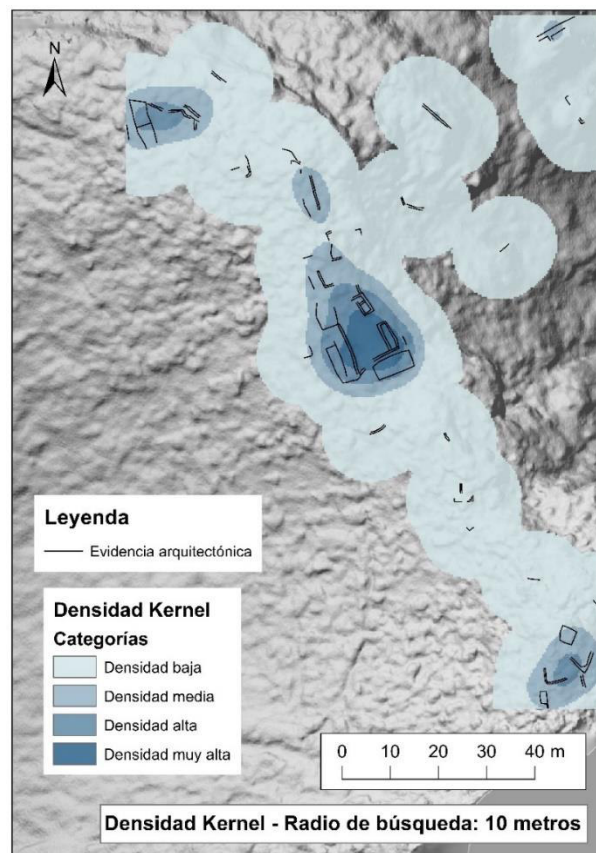 N
Leyenda
Evidencia arquitectónica
Densidad Kernel
Categorías
Densidad baja
Densidad media
Densidad alta
Densidad muy alta
0 10 20 30 40 m
Densidad Kernel - Radio de búsqueda: 10 metros